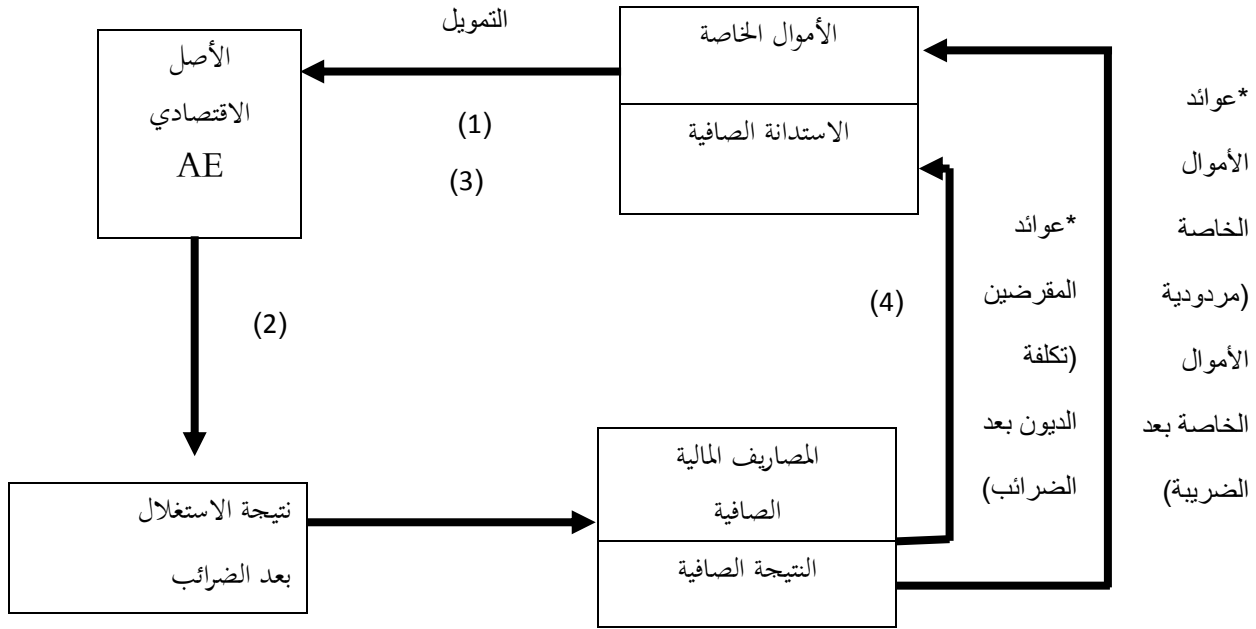 التمويل
الأموال الخاصة
الاستدانة الصافية
الأصل
الاقتصادي
AE
(1)
(3)
(2)
(4)
*عوائد
الأموال
الخاصة
(مردودية
الأموال
الخاصة بعد
الضريبة)
*عوائد
المقرضين
(تكلفة
الديون بعد
الضرائب)
المصاريف المالية
الصافية
النتيجة الصافية
نتيجة الاستغلال
بعد الضرائب